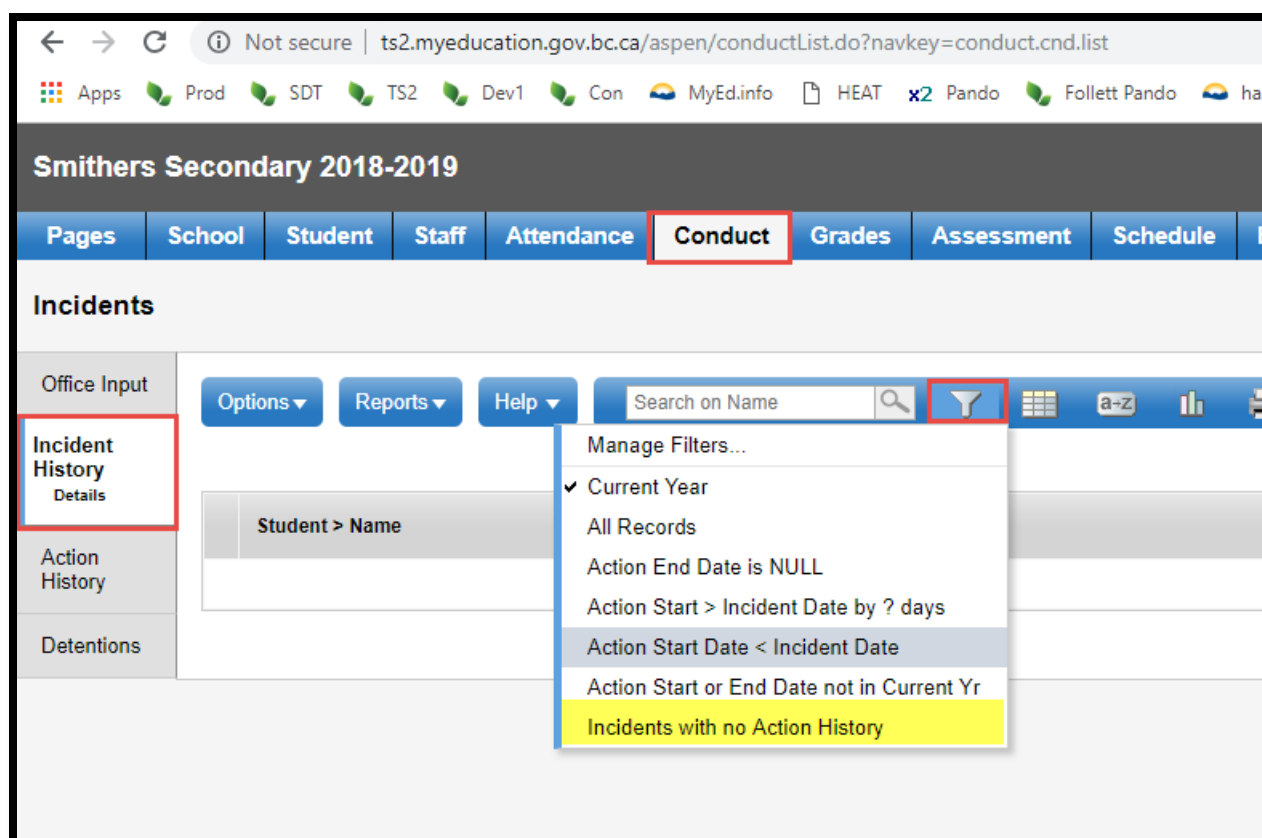 Not secure | ts2.myeducation.gov.bc.ca/aspen/conductList.do?navkey=conduct.cnd.list
Apps Prod SDT TS2 Dev1 Con MyEd.info HEAT x2 Pando Follett Pando ha
Smithers Secondary 2018-2019
Pages School Student Staff Attendance Conduct Grades Assessment Schedule
Incidents
Office Input
Options Reports Help Search on Name a→z
Incident
History
Details
Manage Filters...
✓ Current Year
Student > Name
All Records
Action
History
Action End Date is NULL
Action Start > Incident Date by ? days
Detentions
Action Start Date < Incident Date
Action Start or End Date not in Current Yr
Incidents with no Action History